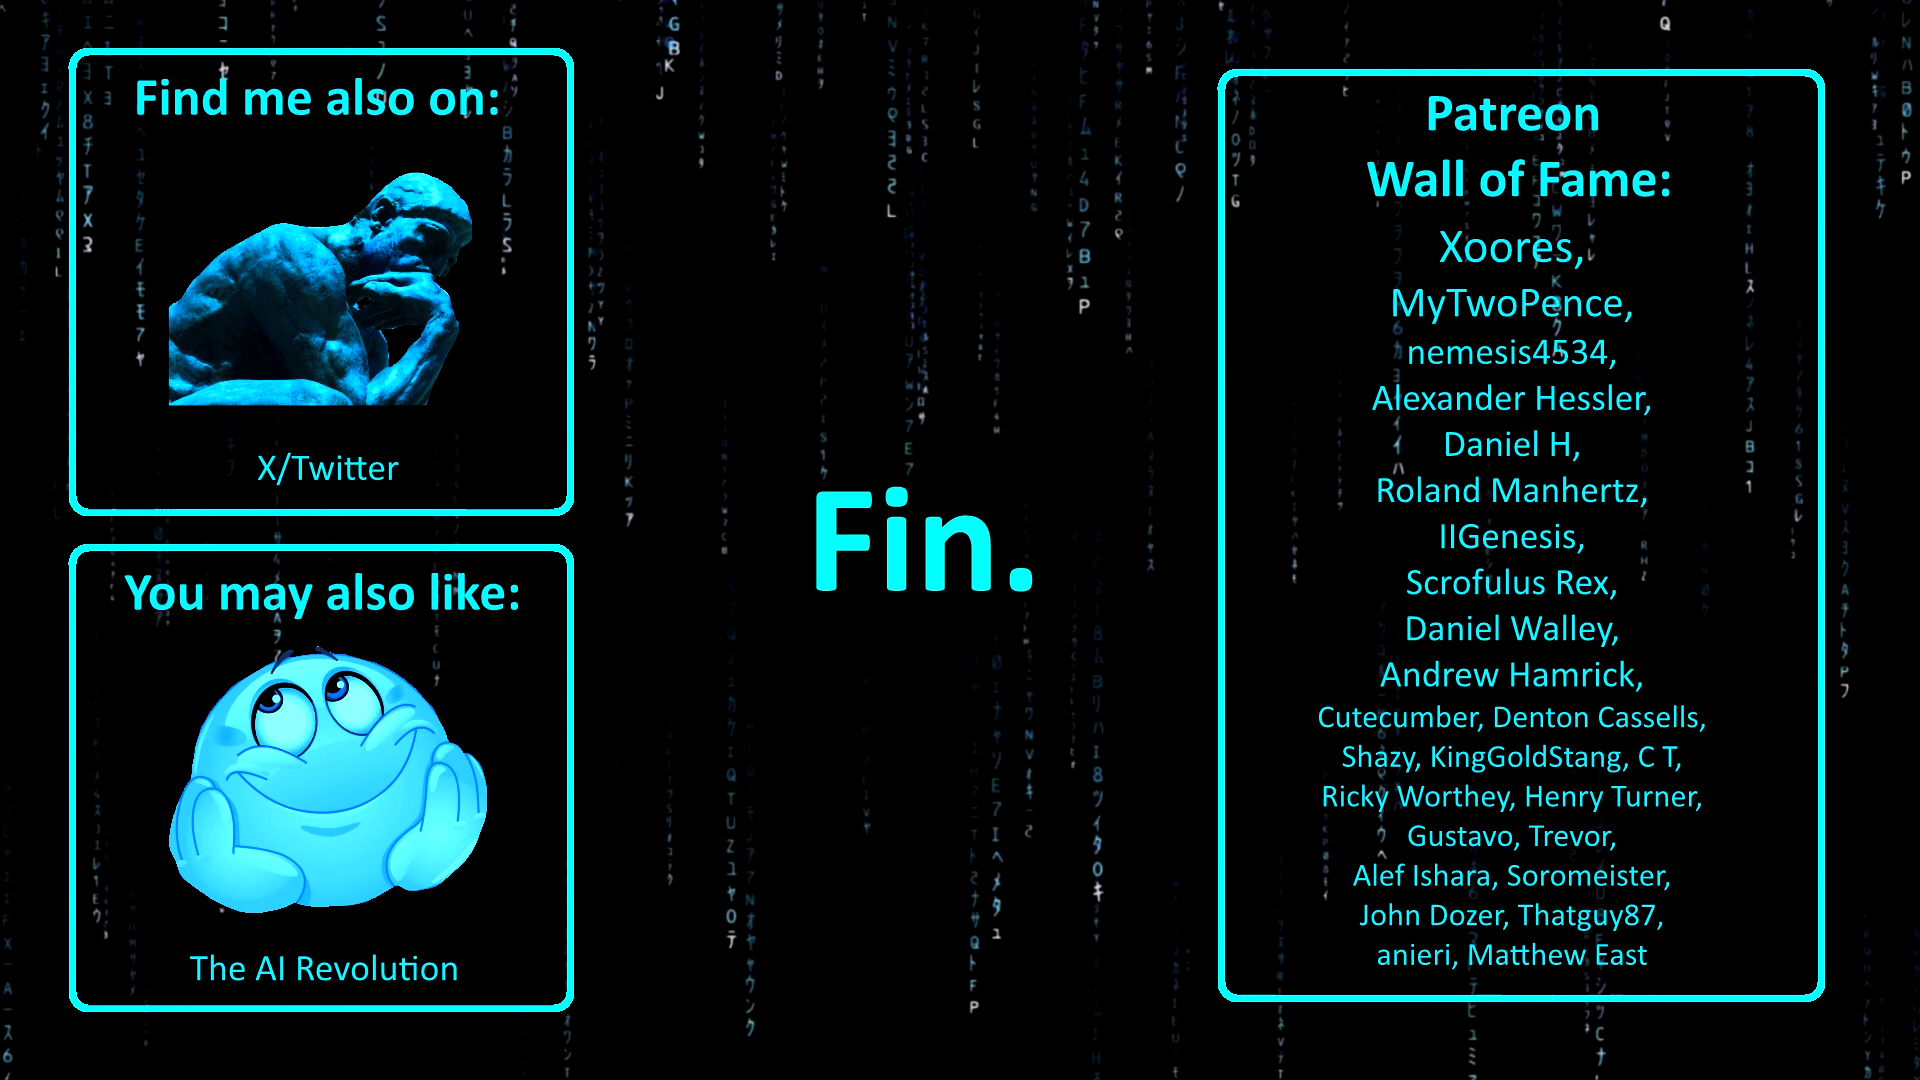 Find me also on:
X/Twitter
You may also like:
The AI Revolution
Fin.
Patreon
Wall of Fame:
Xoores,
MyTwoPence,
nemesis4534,
Alexander Hessler,
Daniel H,
Roland Manhertz,
IIGenesis,
Scrofulus Rex,
Daniel Walley,
Andrew Hamrick,
Cutecumber, Denton Cassells,
Shazy, KingGoldStang, C T,
Ricky Worthey, Henry Turner,
Gustavo, Trevor,
Alef Ishara, Soromeister,
John Dozer, Thatguy87,
anieri, Matthew East